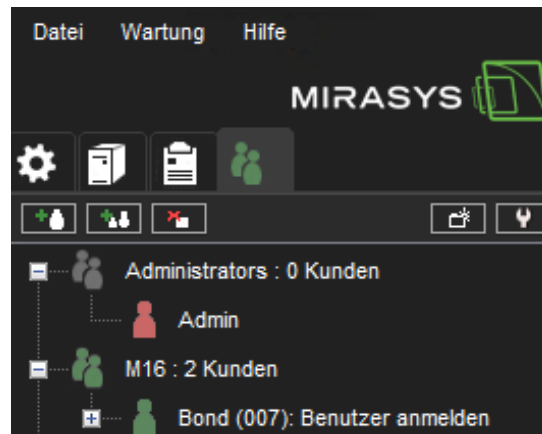 Datei Wartung Hilfe
MIRASYS
Administrators : 0 Kunden
Admin
M16 : 2 Kunden
Bond (007): Benutzer anmelden